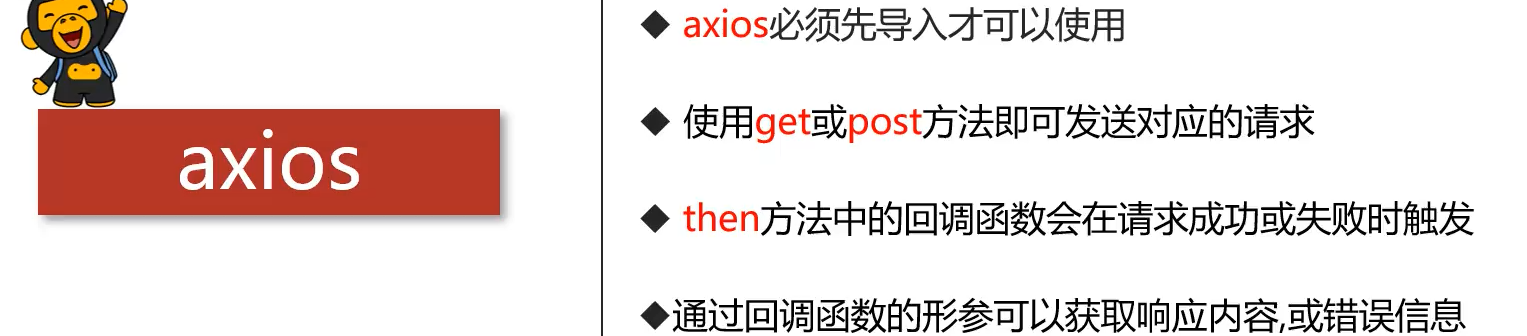 axios
◆ axios必须先导入才可以使用
◆ 使用get或post方法即可发送对应的请求
◆ then方法中的回调函数会在请求成功或失败时触发
◆通过回调函数的形参可以获取响应内容,或错误信息